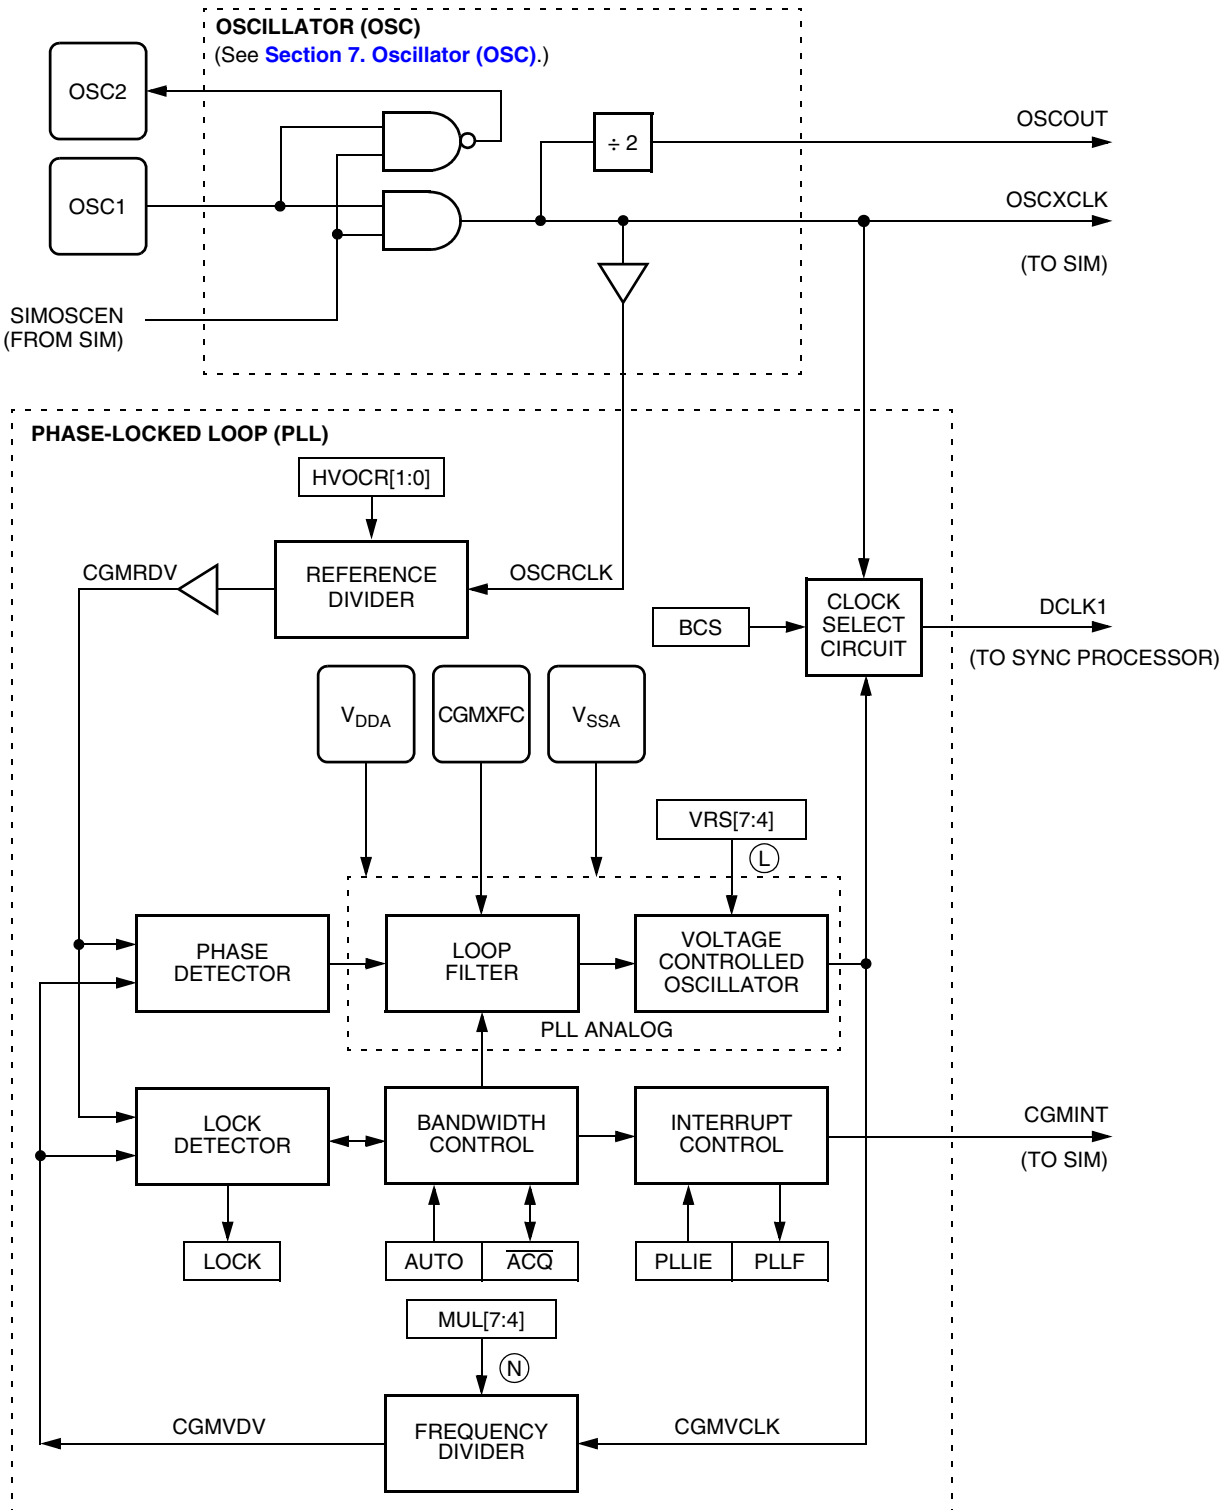 OSCILLATOR (OSC)
(See Section 7. Oscillator (OSC).)
OSC2
÷ 2
OSCOUT
OSC1
OSCXCLK
(TO SIM)
SIMOSCEN
(FROM SIM)
PHASE-LOCKED LOOP (PLL)
HVOCR[1:0]
CGMRDV
REFERENCE
DIVIDER
OSCRCLK
CLOCK
SELECT
CIRCUIT
BCS
DCLK1
(TO SYNC PROCESSOR)
VDDA
CGMXFC
VSSA
VRS[7:4]
L
PHASE
DETECTOR
LOOP
FILTER
VOLTAGE
CONTROLLED
OSCILLATOR
PLL ANALOG
LOCK
DETECTOR
BANDWIDTH
CONTROL
INTERRUPT
CONTROL
CGMINT
(TO SIM)
LOCK
AUTO
A̅C̅Q̅
PLLIE
PLLF
MUL[7:4]
N
CGMVDV
FREQUENCY
DIVIDER
CGMVCLK